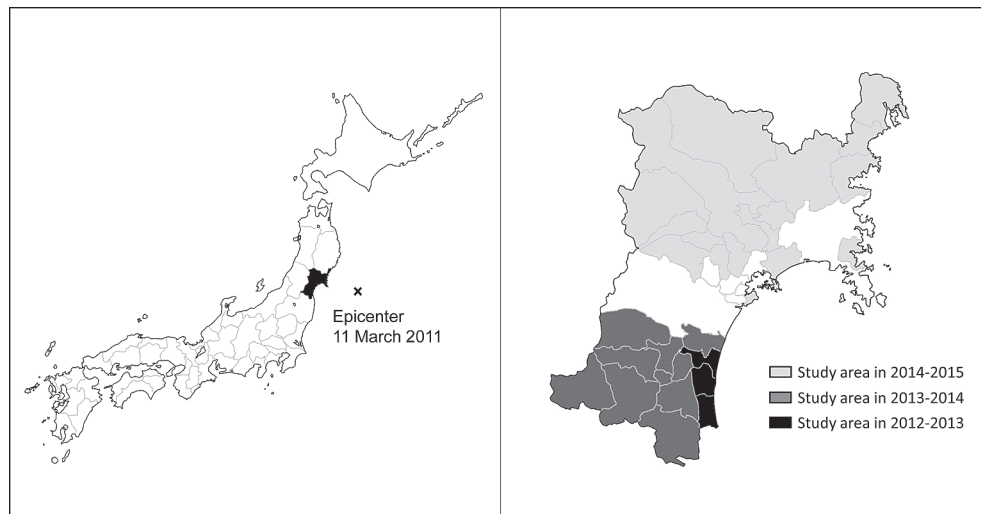 Epicenter
11 March 2011
Study area in 2014-2015
Study area in 2013-2014
Study area in 2012-2013